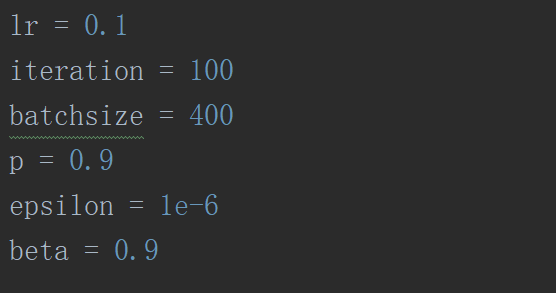 lr = 0.1
iteration = 100
batchsize = 400
p = 0.9
epsilon = 1e-6
beta = 0.9